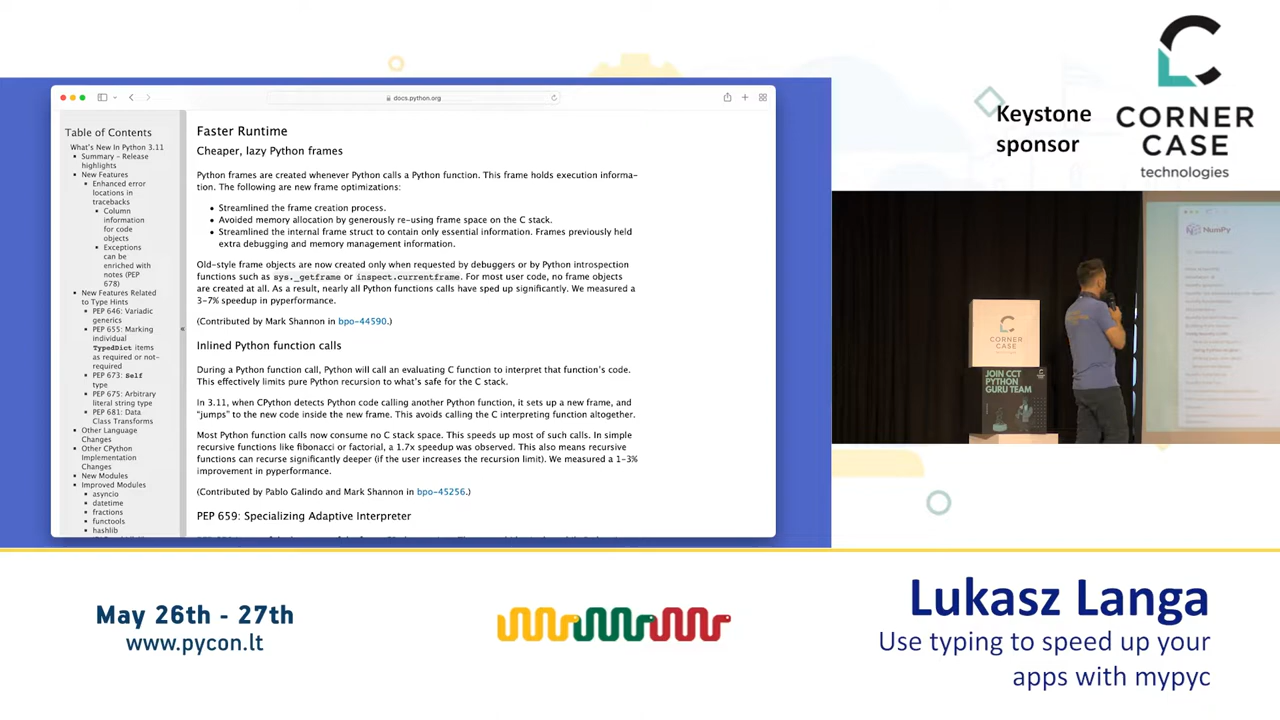 Keystone
sponsor
CORNER
CASE
technologies
docs.python.org
Table of Contents
What's New In Python 3.11
Summary – Release
highlights
New Features
Enhanced error
locations in
tracebacks
Column
information
for code
objects
Exceptions
can be
enriched with
notes (PEP
678)
New Features Related
to Type Hints
PEP 646: Variadic
generics
PEP 655: Marking
individual
TypedDict items
as required or not-
required
PEP 673: Self
type
PEP 675: Arbitrary
literal string type
PEP 681: Data
Class Transforms
Other Language
Changes
Other CPython
Implementation
Changes
New Modules
Improved Modules
asyncio
datetime
fractions
functools
hashlib
Faster Runtime
Cheaper, lazy Python frames
Python frames are created whenever Python calls a Python function. This frame holds execution informa-
tion. The following are new frame optimizations:
Streamlined the frame creation process.
Avoided memory allocation by generously re-using frame space on the C stack.
Streamlined the internal frame struct to contain only essential information. Frames previously held
extra debugging and memory management information.
Old-style frame objects are now created only when requested by debuggers or by Python introspection
functions such as sys._getframe or inspect.currentframe. For most user code, no frame objects
are created at all. As a result, nearly all Python functions calls have sped up significantly. We measured a
3-7% speedup in pyperformance.
(Contributed by Mark Shannon in bpo-44590.)
Inlined Python function calls
During a Python function call, Python will call an evaluating C function to interpret that function's code.
This effectively limits pure Python recursion to what's safe for the C stack.
In 3.11, when CPython detects Python code calling another Python function, it sets up a new frame, and
"jumps" to the new code inside the new frame. This avoids calling the C interpreting function altogether.
Most Python function calls now consume no C stack space. This speeds up most of such calls. In simple
recursive functions like fibonacci or factorial, a 1.7x speedup was observed. This also means recursive
functions can recurse significantly deeper (if the user increases the recursion limit). We measured a 1-3%
improvement in pyperformance.
(Contributed by Pablo Galindo and Mark Shannon in bpo-45256.)
PEP 659: Specializing Adaptive Interpreter
NumPy
CORNER
CASE
JOIN CCT
PYTHON
GURU TEAM
May 26th - 27th
www.pycon.lt
Lukasz Langa
Use typing to speed up your
apps with mypyc